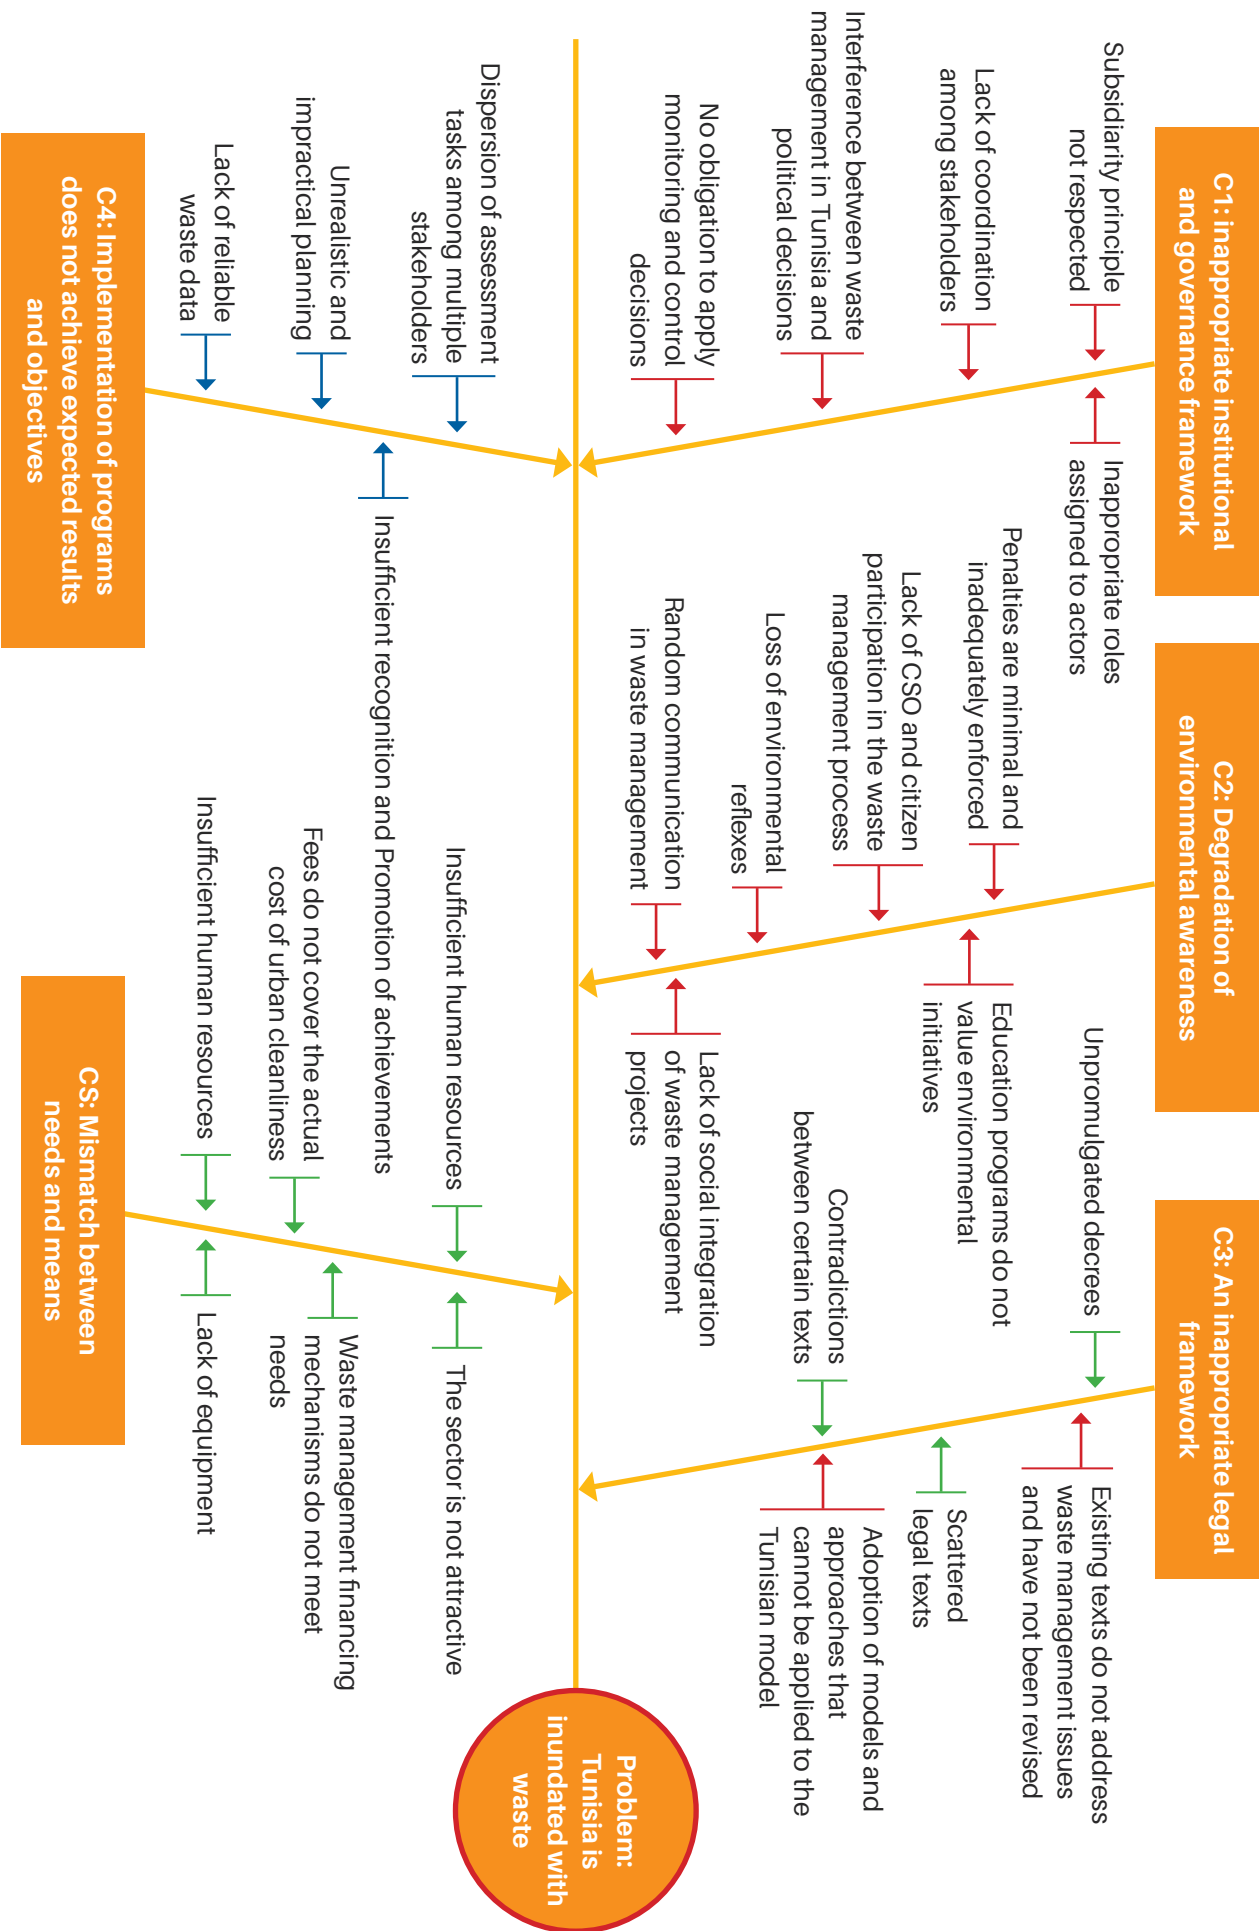 C1: inappropriate institutional
and governance framework
Subsidiarity principle
not respected
Lack of coordination
among stakeholders
Interference between waste
management in Tunisia and
political decisions
No obligation to apply
monitoring and control
decisions
Inappropriate roles
assigned to actors
C2: Degradation of
environmental awareness
Penalties are minimal and
inadequately enforced
Lack of CSO and citizen
participation in the waste
management process
Loss of environmental
reflexes
Random communication
in waste management
Education programs do not
value environmental
initiatives
Lack of social integration
of waste management
projects
C3: An inappropriate legal
framework
Unpromulgated decrees
Contradictions
between certain texts
Existing texts do not address
waste management issues
and have not been revised
Scattered
legal texts
Adoption of models and
approaches that
cannot be applied to the
Tunisian model
Problem:
Tunisia is
inundated with
waste
Dispersion of assessment
tasks among multiple
stakeholders
Unrealistic and
impractical planning
Lack of reliable
waste data
Insufficient recognition and Promotion of achievements
C4: Implementation of programs
does not achieve expected results
and objectives
Insufficient human resources
Fees do not cover the actual
cost of urban cleanliness
Insufficient human resources
The sector is not attractive
Waste management financing
mechanisms do not meet
needs
Lack of equipment
CS: Mismatch between
needs and means